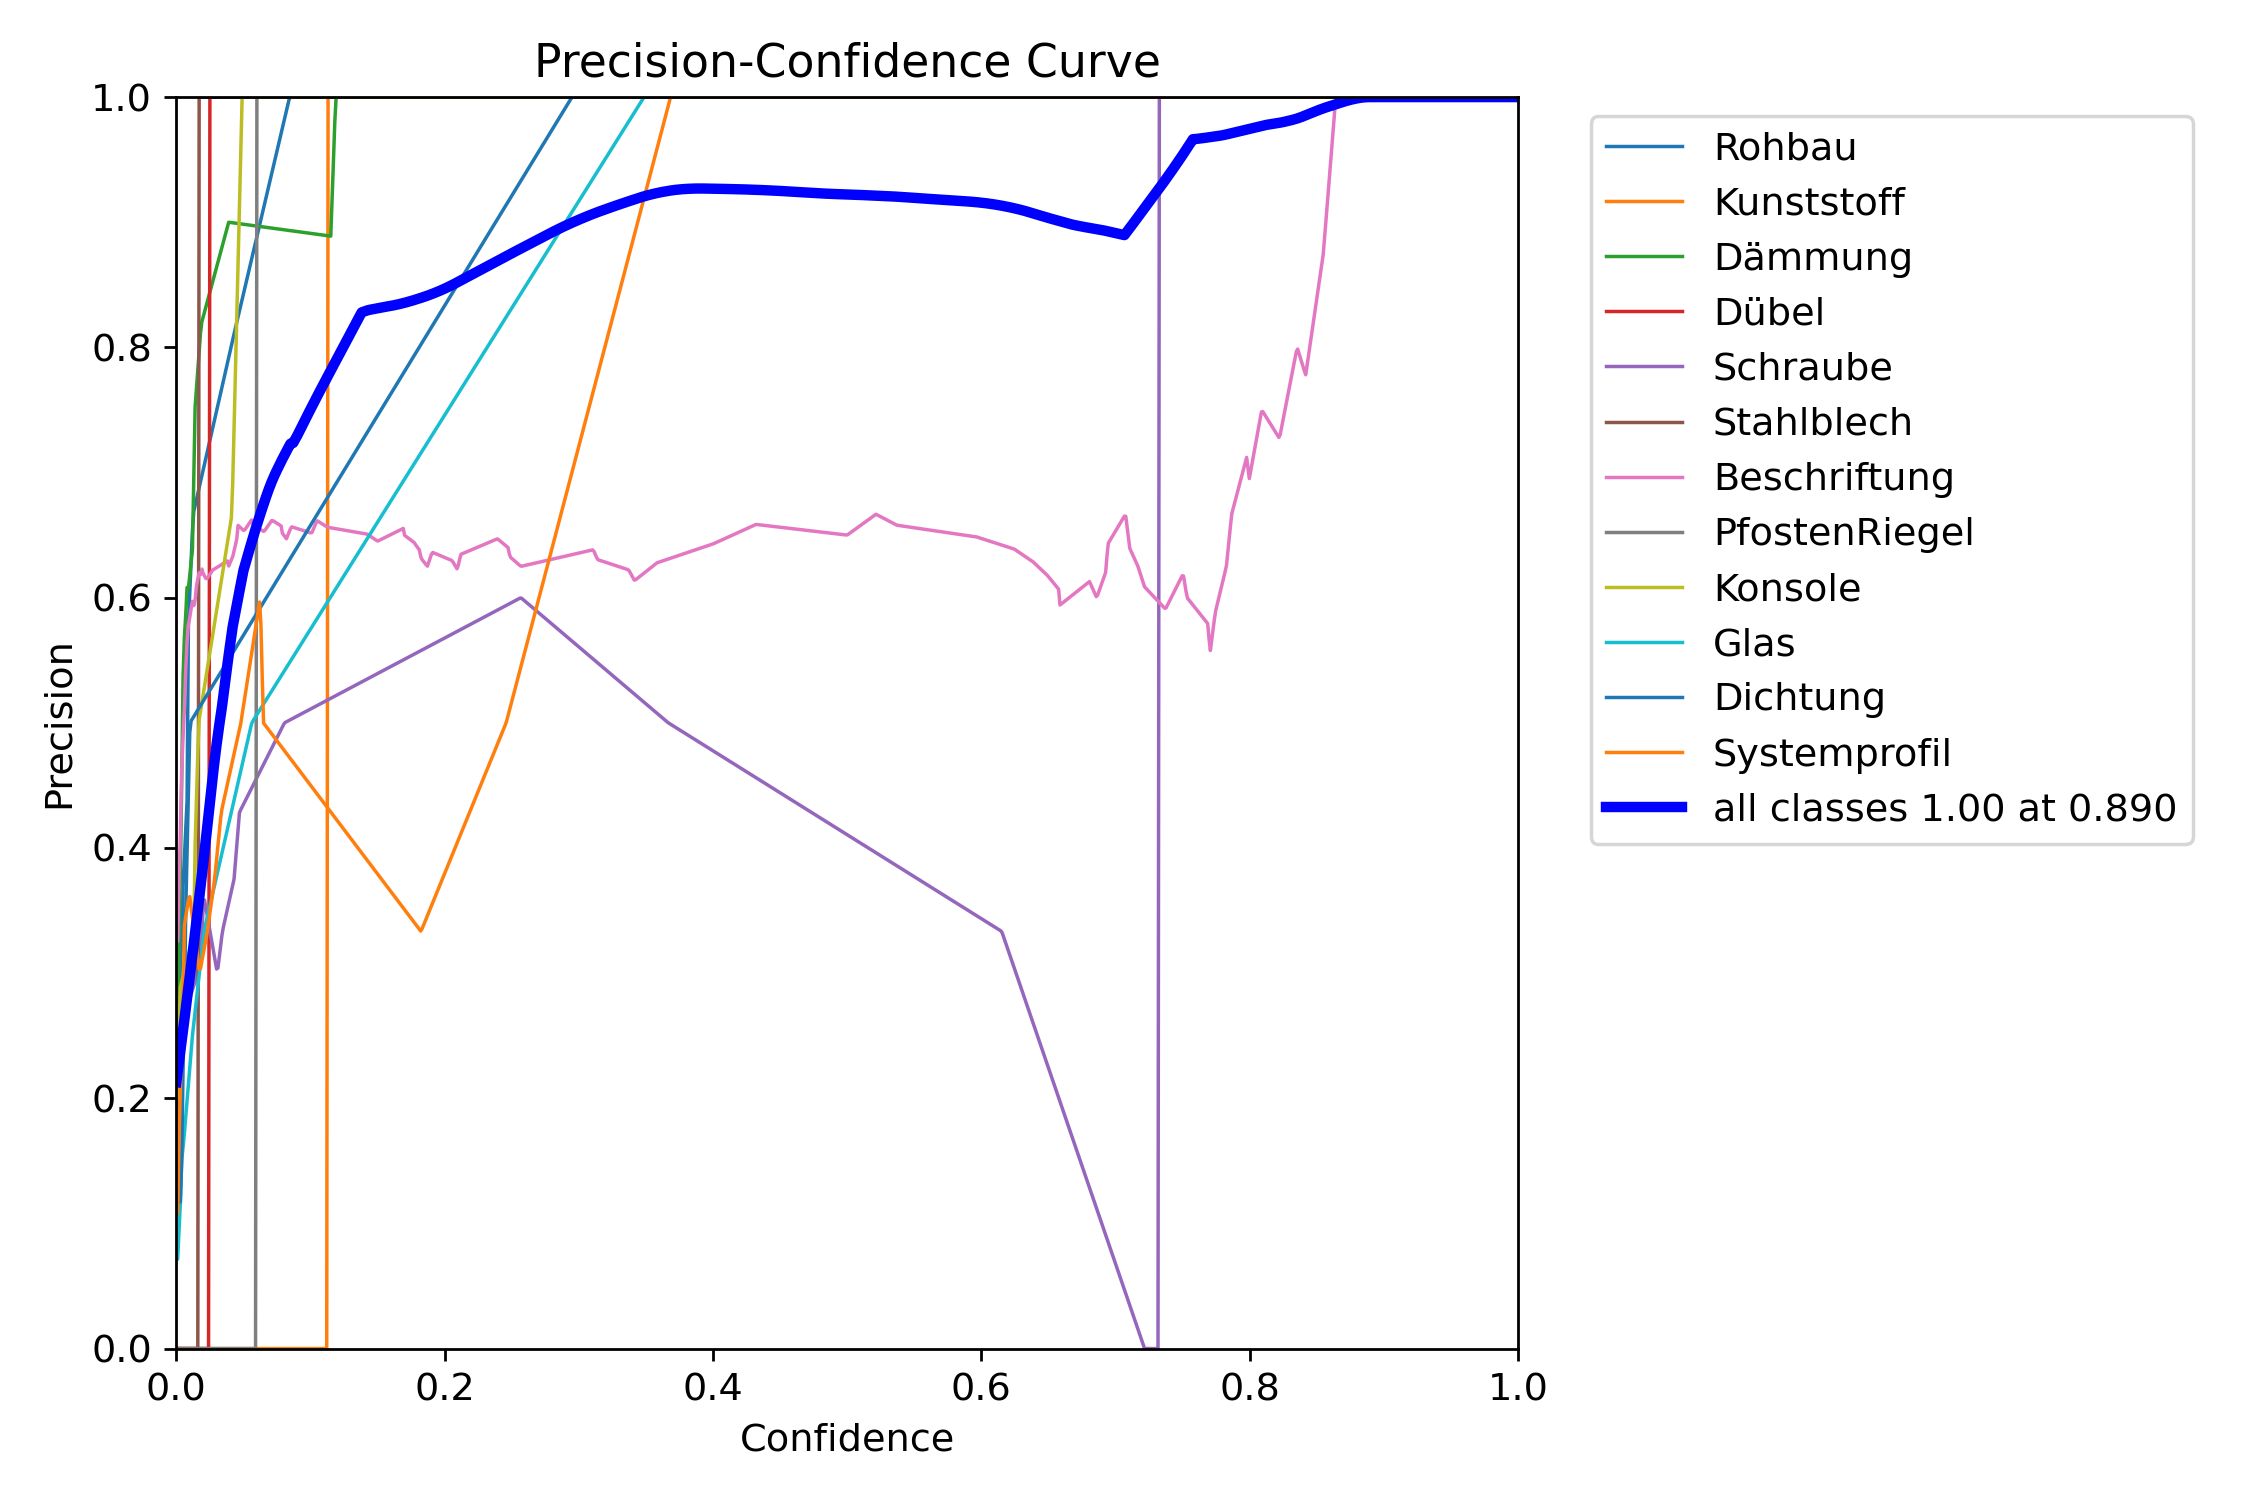 Precision-Confidence Curve
1.0
0.8
0.6
0.4
0.2
0.0
Precision
0.0 0.2 0.4 0.6 0.8 1.0
Confidence
Rohbau
Kunststoff
Dämmung
Dübel
Schraube
Stahlblech
Beschriftung
PfostenRiegel
Konsole
Glas
Dichtung
Systemprofil
all classes 1.00 at 0.890